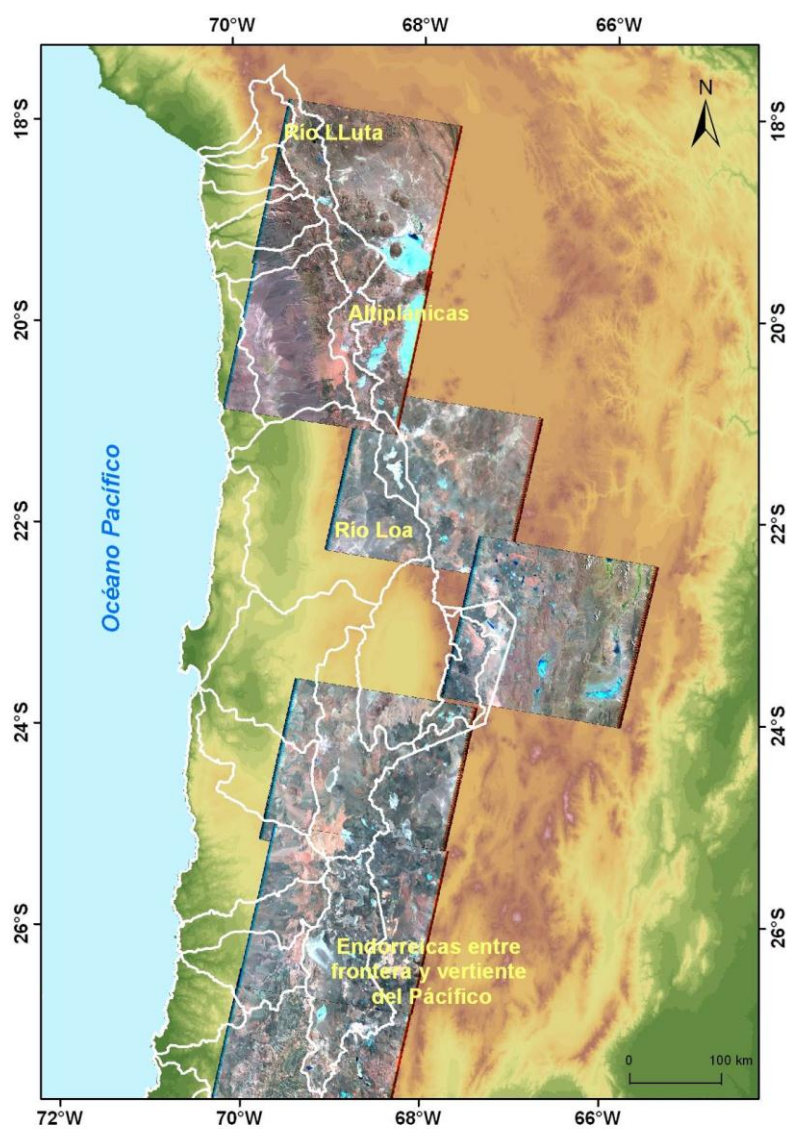 70°W 68°W 66°W
N
18°S 18°S
Río LLuta
20°S 20°S
Altiplánicas
Océano Pacífico
22°S 22°S
Río Loa
24°S 24°S
26°S 26°S
Endorreicas entre
frontera y vertiente
del Pácífico
0 100 km
72°W 70°W 68°W 66°W